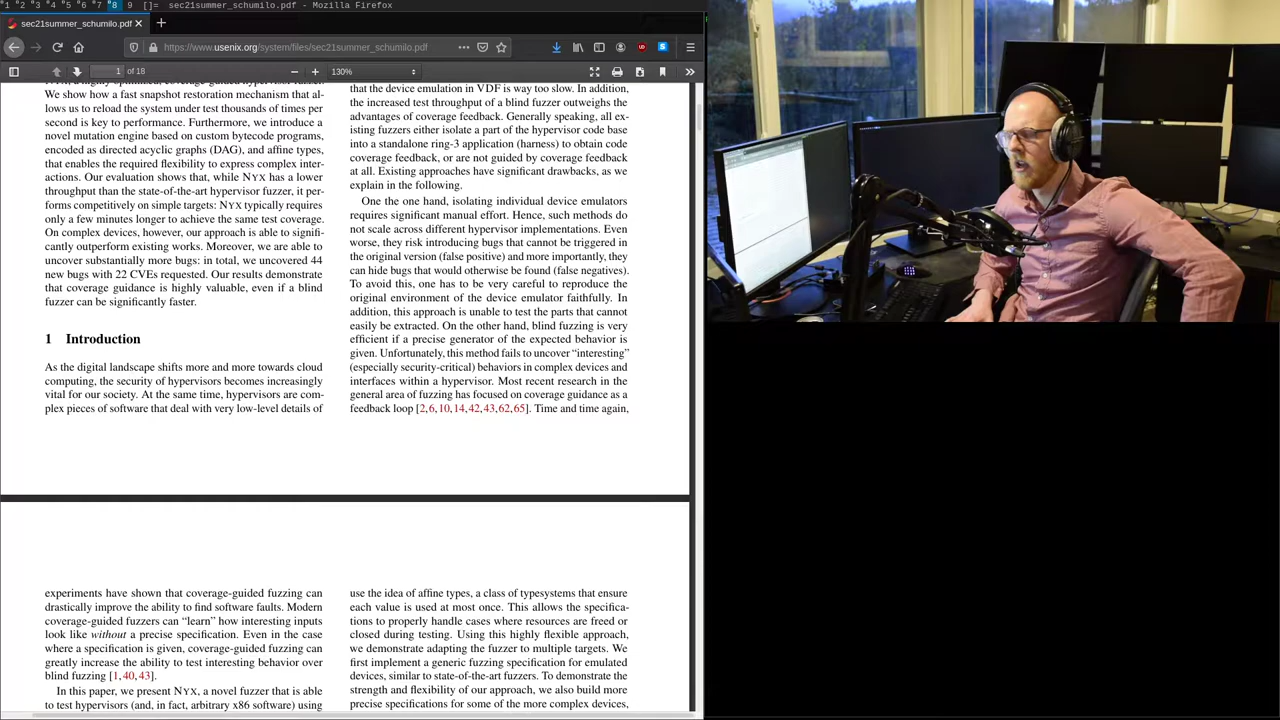 1 2 3 4 5 6 7 8 9 []= sec21summer_schumilo.pdf - Mozilla Firefox
sec21summer_schumilo.pdf
https://www.usenix.org/system/files/sec21summer_schumilo.pdf
1 of 18
130%
We show how a fast snapshot restoration mechanism that al-
lows us to reload the system under test thousands of times per
second is key to performance. Furthermore, we introduce a
novel mutation engine based on custom bytecode programs,
encoded as directed acyclic graphs (DAG), and affine types,
that enables the required flexibility to express complex inter-
actions. Our evaluation shows that, while NYX has a lower
throughput than the state-of-the-art hypervisor fuzzer, it per-
forms competitively on simple targets: NYX typically requires
only a few minutes longer to achieve the same test coverage.
On complex devices, however, our approach is able to signifi-
cantly outperform existing works. Moreover, we are able to
uncover substantially more bugs: in total, we uncovered 44
new bugs with 22 CVEs requested. Our results demonstrate
that coverage guidance is highly valuable, even if a blind
fuzzer can be significantly faster.
1 Introduction
As the digital landscape shifts more and more towards cloud
computing, the security of hypervisors becomes increasingly
vital for our society. At the same time, hypervisors are com-
plex pieces of software that deal with very low-level details of
that the device emulation in VDF is way too slow. In addition,
the increased test throughput of a blind fuzzer outweighs the
advantages of coverage feedback. Generally speaking, all ex-
isting fuzzers either isolate a part of the hypervisor code base
into a standalone ring-3 application (harness) to obtain code
coverage feedback, or are not guided by coverage feedback
at all. Existing approaches have significant drawbacks, as we
explain in the following.
One the one hand, isolating individual device emulators
requires significant manual effort. Hence, such methods do
not scale across different hypervisor implementations. Even
worse, they risk introducing bugs that cannot be triggered in
the original version (false positive) and more importantly, they
can hide bugs that would otherwise be found (false negatives).
To avoid this, one has to be very careful to reproduce the
original environment of the device emulator faithfully. In
addition, this approach is unable to test the parts that cannot
easily be extracted. On the other hand, blind fuzzing is very
efficient if a precise generator of the expected behavior is
given. Unfortunately, this method fails to uncover “interesting”
(especially security-critical) behaviors in complex devices and
interfaces within a hypervisor. Most recent research in the
general area of fuzzing has focused on coverage guidance as a
feedback loop [2,6,10,14,42,43,62,65]. Time and time again,
experiments have shown that coverage-guided fuzzing can
drastically improve the ability to find software faults. Modern
coverage-guided fuzzers can “learn” how interesting inputs
look like without a precise specification. Even in the case
where a specification is given, coverage-guided fuzzing can
greatly increase the ability to test interesting behavior over
blind fuzzing [1,40,43].
In this paper, we present NYX, a novel fuzzer that is able
to test hypervisors (and, in fact, arbitrary x86 software) using
use the idea of affine types, a class of typesystems that ensure
each value is used at most once. This allows the specifica-
tions to properly handle cases where resources are freed or
closed during testing. Using this highly flexible approach,
we demonstrate adapting the fuzzer to multiple targets. We
first implement a generic fuzzing specification for emulated
devices, similar to state-of-the-art fuzzers. To demonstrate the
strength and flexibility of our approach, we also build more
precise specifications for some of the more complex devices,